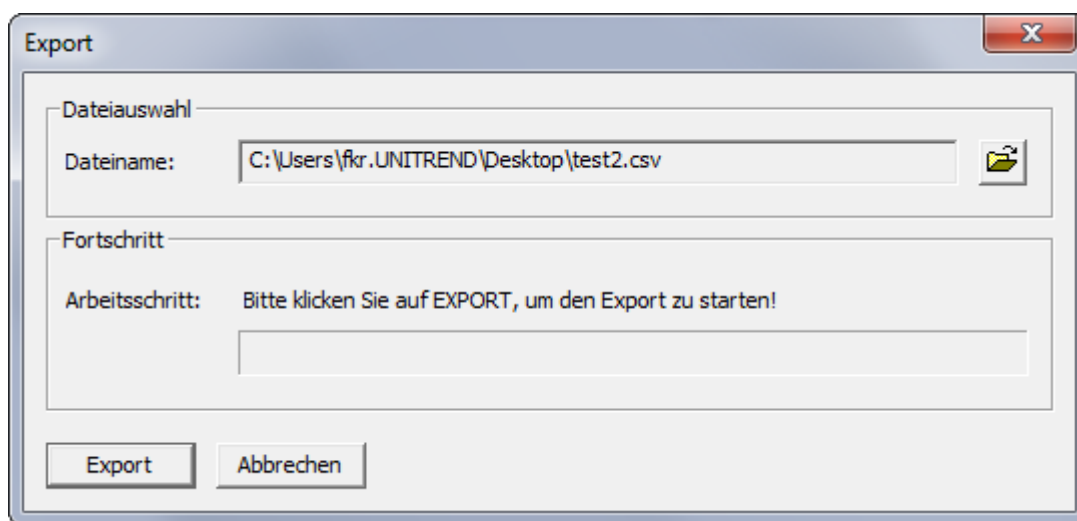 Export
Dateiauswahl
Dateiname: C:\Users\fkr.UNITREND\Desktop\test2.csv
Fortschritt
Arbeitsschritt: Bitte klicken Sie auf EXPORT, um den Export zu starten!
Export Abbrechen